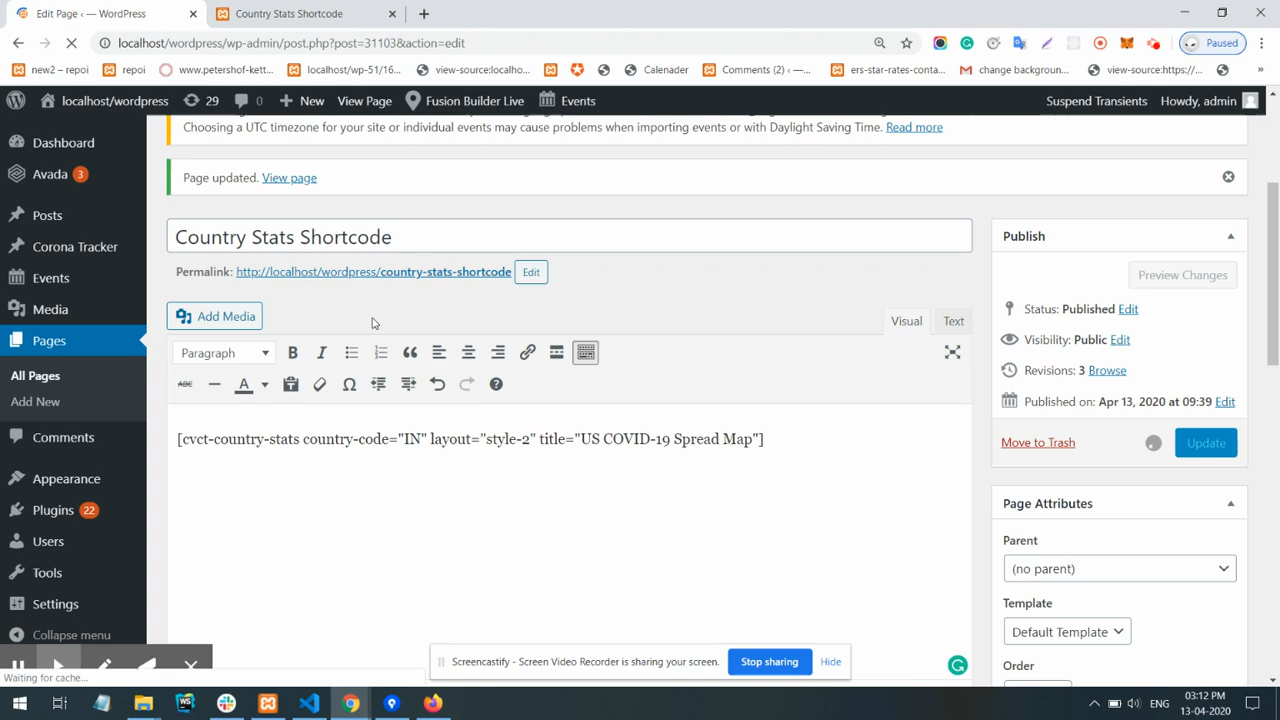 Edit Page ‹ — WordPress
Country Stats Shortcode
localhost/wordpress/wp-admin/post.php?post=31103&action=edit
Paused
new2 – repoi
repoi
www.petershof-kett...
localhost/wp-51/16...
view-source:localho...
Calenader
Comments (2) ‹ —...
ers-star-rates-conta...
change backgroun...
view-source:https://...
localhost/wordpress
29
0
New
View Page
Fusion Builder Live
Events
Suspend Transients
Howdy, admin
Choosing a UTC timezone for your site or individual events may cause problems when importing events or with Daylight Saving Time. Read more
Page updated. View page
Dashboard
Avada 3
Posts
Corona Tracker
Events
Media
Pages
All Pages
Add New
Comments
Appearance
Plugins 22
Users
Tools
Settings
Collapse menu
Country Stats Shortcode
Permalink: http://localhost/wordpress/country-stats-shortcode Edit
Add Media
Visual
Text
Paragraph
B
I
ABC
A
[cvct-country-stats country-code="IN" layout="style-2" title="US COVID-19 Spread Map"]
Publish
Preview Changes
Status: Published Edit
Visibility: Public Edit
Revisions: 3 Browse
Published on: Apr 13, 2020 at 09:39 Edit
Move to Trash
Update
Page Attributes
Parent
(no parent)
Template
Default Template
Order
Screencastify - Screen Video Recorder is sharing your screen.
Stop sharing
Hide
Waiting for cache...
ENG
03:12 PM
13-04-2020